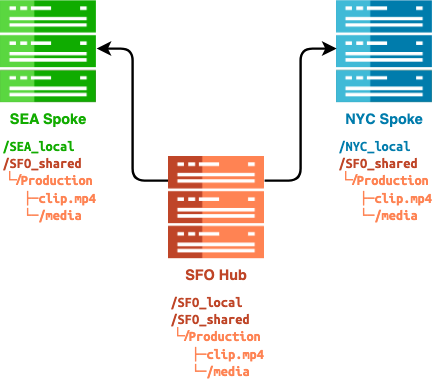 SEA Spoke
/SEA_local
/SFO_shared
└/Production
├─clip.mp4
└─/media
NYC Spoke
/NYC_local
/SFO_shared
└/Production
├─clip.mp4
└─/media
SFO Hub
/SFO_local
/SFO_shared
└/Production
├─clip.mp4
└─/media